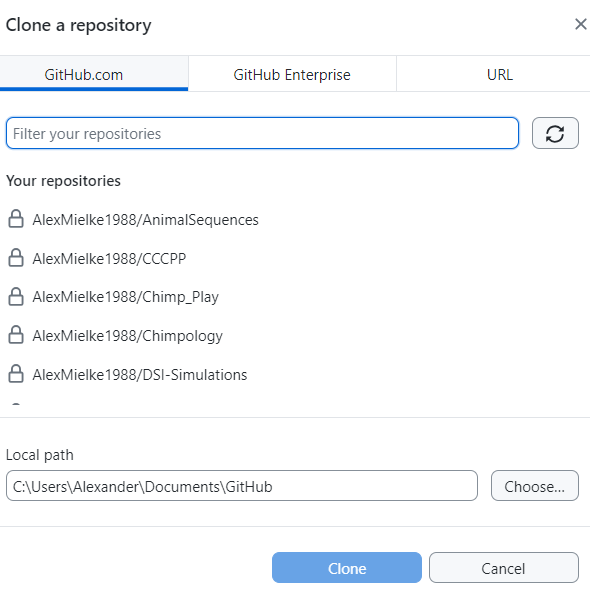 Clone a repository
GitHub.com
GitHub Enterprise
URL
Filter your repositories
Your repositories
AlexMielke1988/AnimalSequences
AlexMielke1988/CCCPP
AlexMielke1988/Chimp_Play
AlexMielke1988/Chimpology
AlexMielke1988/DSI-Simulations
Local path
C:\Users\Alexander\Documents\GitHub
Choose...
Clone
Cancel